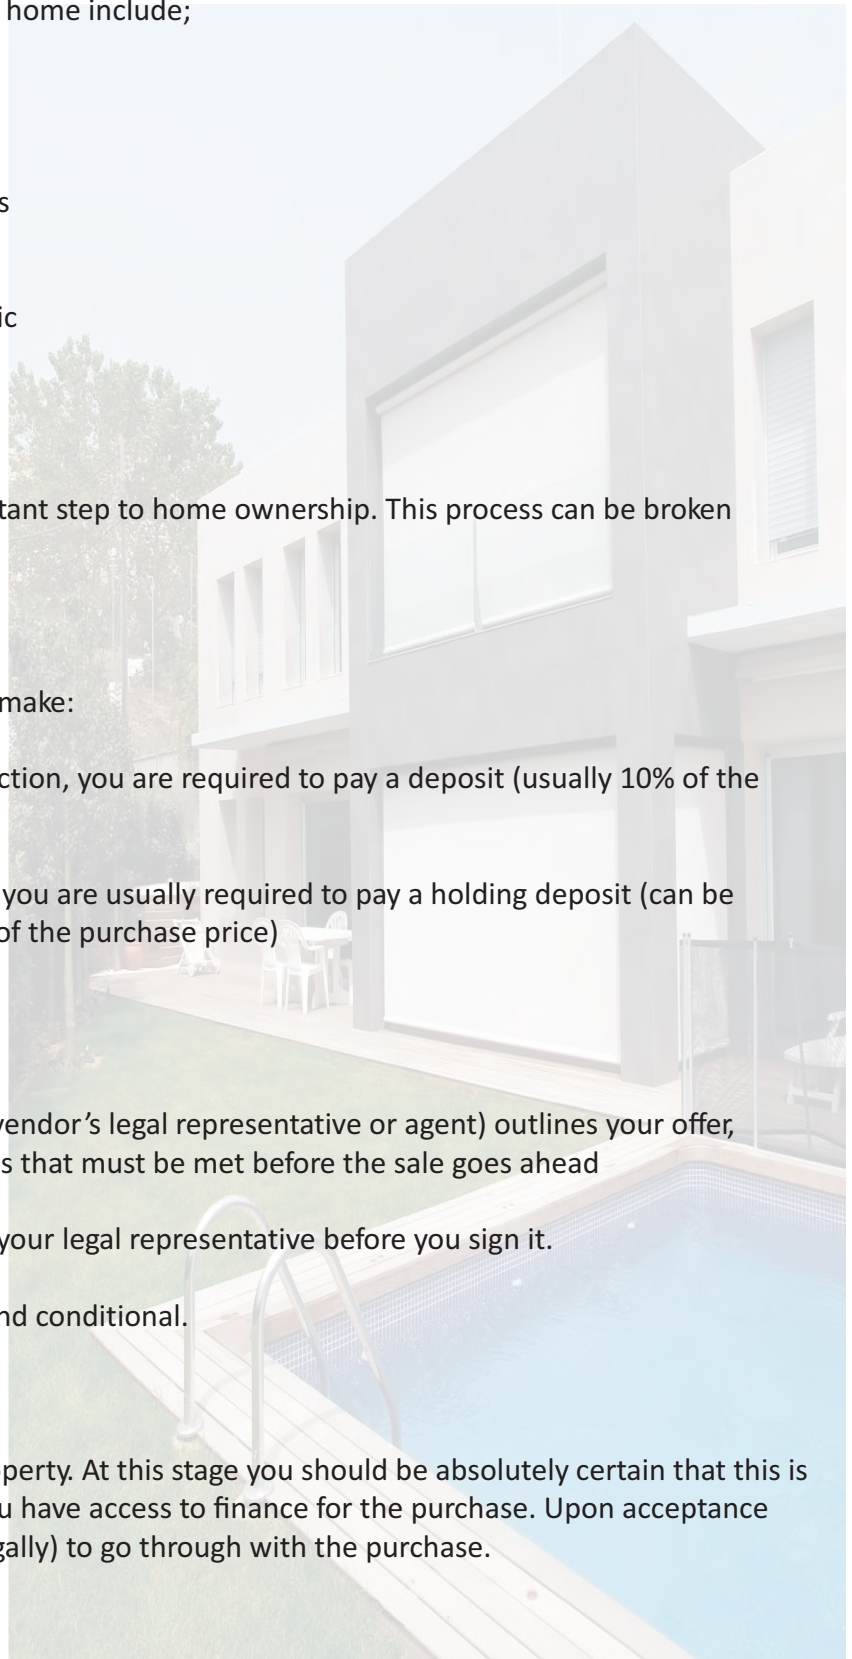 home include;
s
ic
tant step to home ownership. This process can be broken
make:
ction, you are required to pay a deposit (usually 10% of the
you are usually required to pay a holding deposit (can be
of the purchase price)
vendor’s legal representative or agent) outlines your offer,
s that must be met before the sale goes ahead
your legal representative before you sign it.
nd conditional.
perty. At this stage you should be absolutely certain that this is
u have access to finance for the purchase. Upon acceptance
gally) to go through with the purchase.